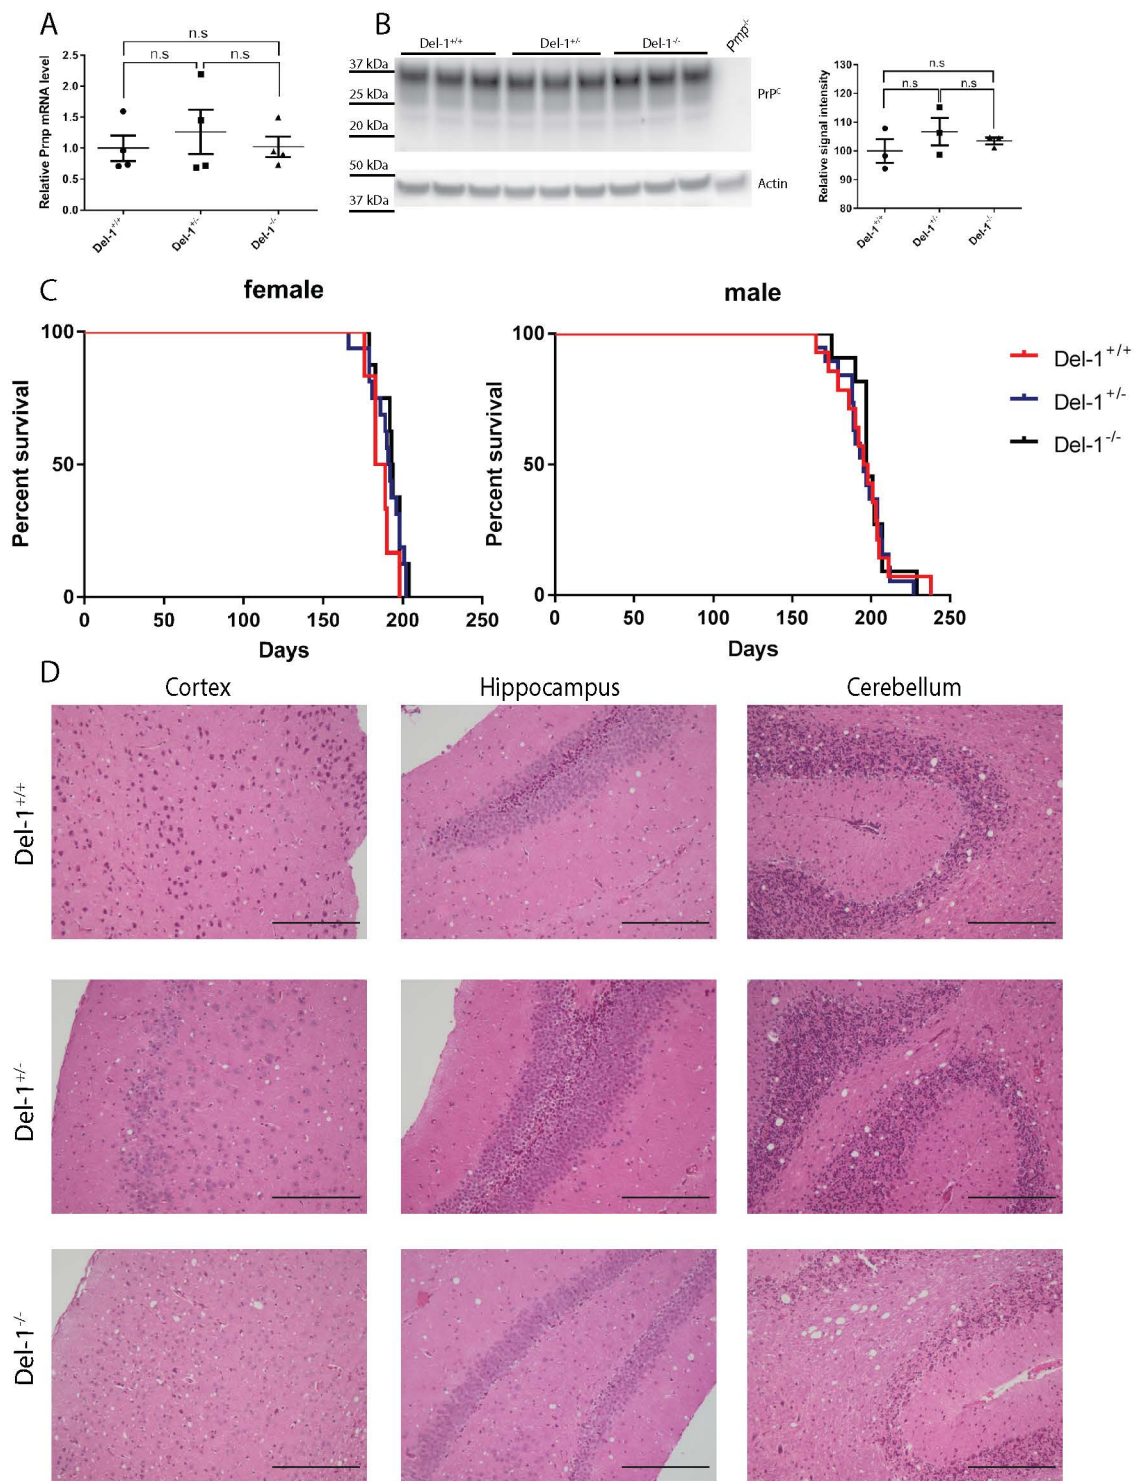 A
n.s
n.s
n.s
2.5
2.0
1.5
1.0
0.5
0.0
Relative Prnp mRNA level
Del-1+/+
Del-1+/-
Del-1-/-
B
Del-1+/+
Del-1+/-
Del-1-/-
Prnp-/-
37 kDa
25 kDa
20 kDa
50 kDa
37 kDa
PrPC
Actin
n.s
n.s
n.s
130
120
110
100
90
80
Relative signal intensity
Del-1+/+
Del-1+/-
Del-1-/-
C
female
100
50
0
Percent survival
0 50 100 150 200 250
Days
male
100
50
0
Percent survival
0 50 100 150 200 250
Days
Del-1+/+
Del-1+/-
Del-1-/-
D
Cortex
Hippocampus
Cerebellum
Del-1+/+
Del-1+/-
Del-1-/-